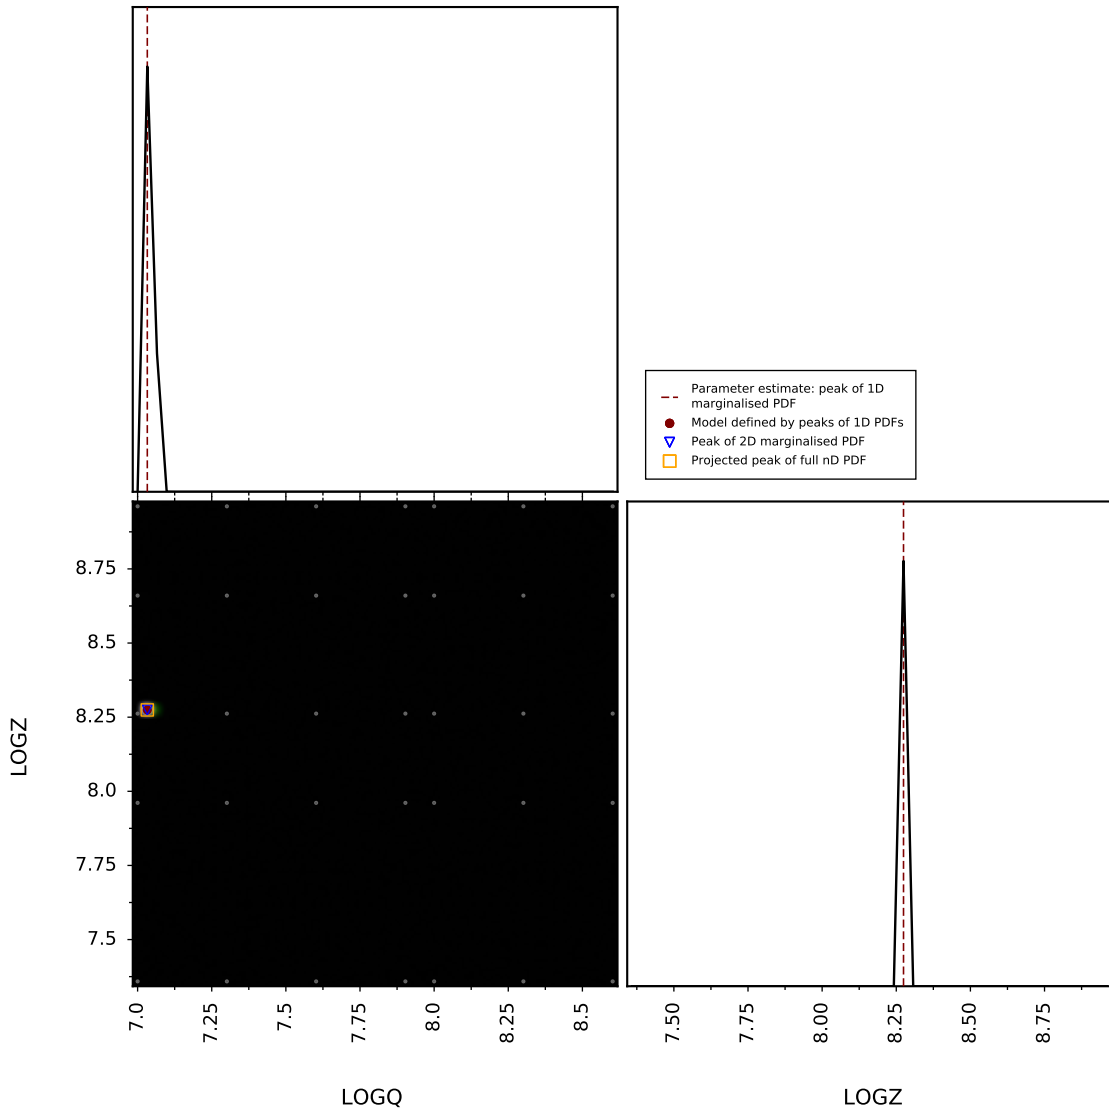 Parameter estimate: peak of 1D
marginalised PDF
Model defined by peaks of 1D PDFs
Peak of 2D marginalised PDF
Projected peak of full nD PDF
8.75
8.5
8.25
8.0
7.75
7.5
LOGZ
7.0
7.25
7.5
7.75
8.0
8.25
8.5
LOGQ
7.50
7.75
8.00
8.25
8.50
8.75
LOGZ